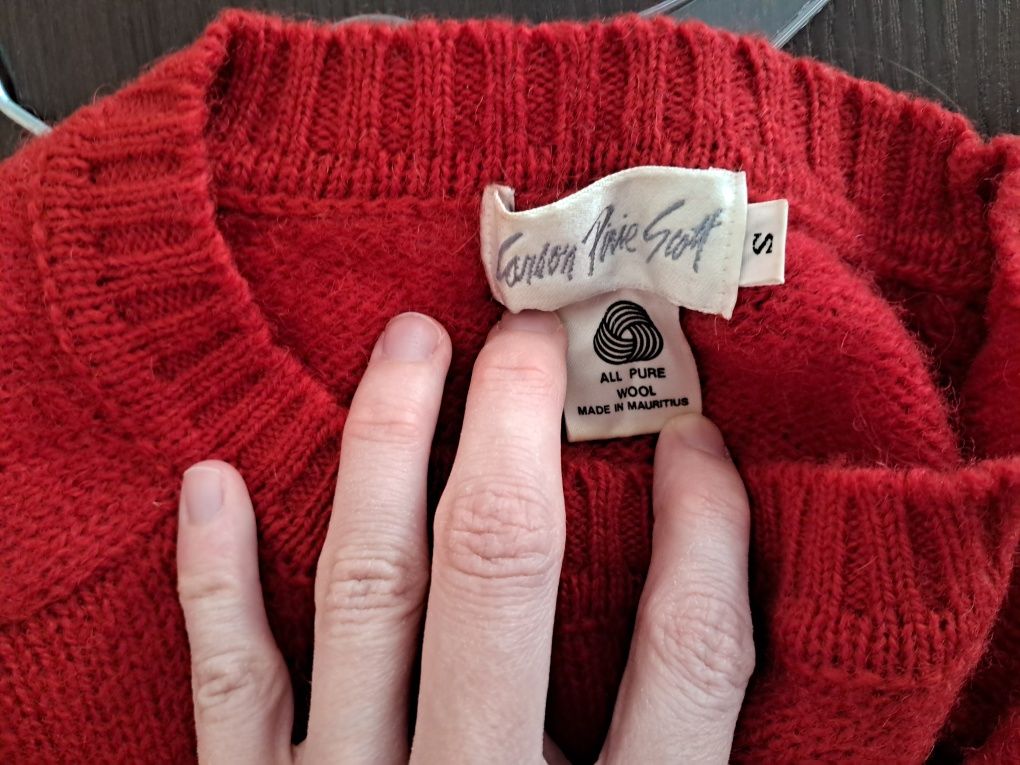 Carson Pirie Scott
S
ALL PURE
WOOL
MADE IN MAURITIUS